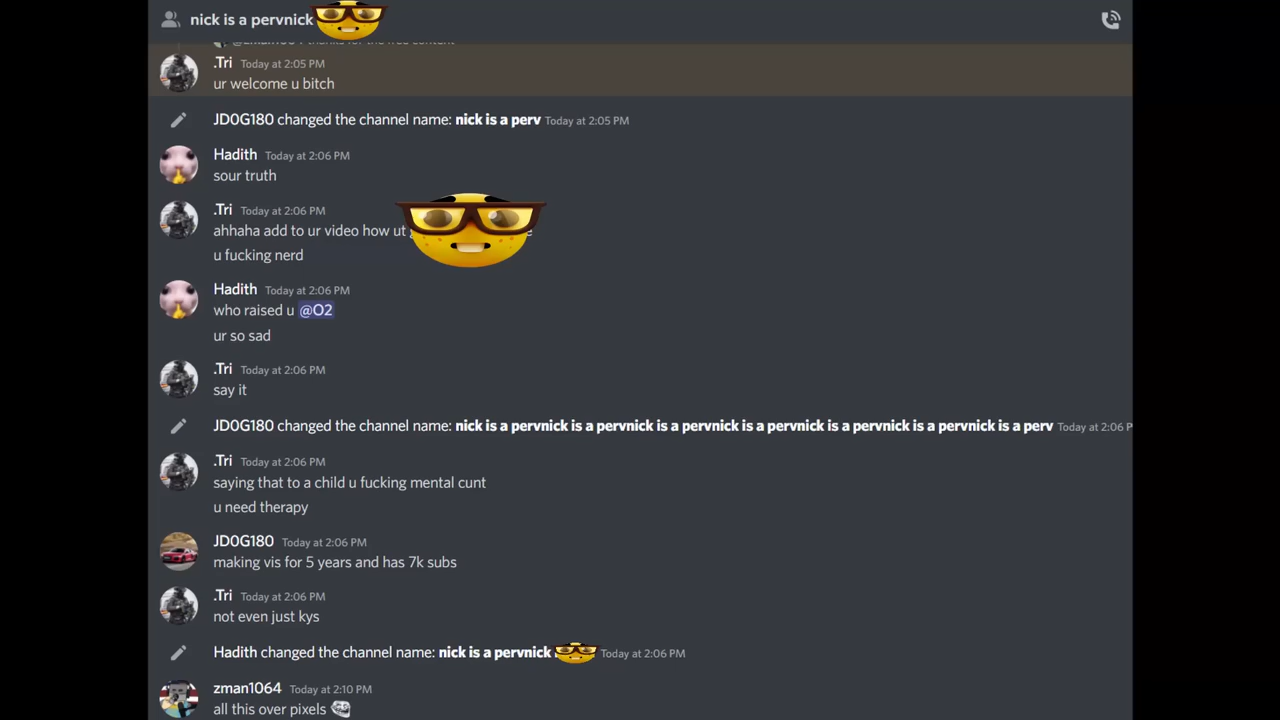 nick is a pervnick
thanks for the free content
.Tri Today at 2:05 PM
ur welcome u bitch
JD0G180 changed the channel name: nick is a perv Today at 2:05 PM
Hadith Today at 2:06 PM
sour truth
.Tri Today at 2:06 PM
ahhaha add to ur video how ut
u fucking nerd
Hadith Today at 2:06 PM
who raised u @O2
ur so sad
.Tri Today at 2:06 PM
say it
JD0G180 changed the channel name: nick is a pervnick is a pervnick is a pervnick is a pervnick is a pervnick is a pervnick is a perv Today at 2:06 P
.Tri Today at 2:06 PM
saying that to a child u fucking mental cunt
u need therapy
JD0G180 Today at 2:06 PM
making vis for 5 years and has 7k subs
.Tri Today at 2:06 PM
not even just kys
Hadith changed the channel name: nick is a pervnick Today at 2:06 PM
zman1064 Today at 2:10 PM
all this over pixels